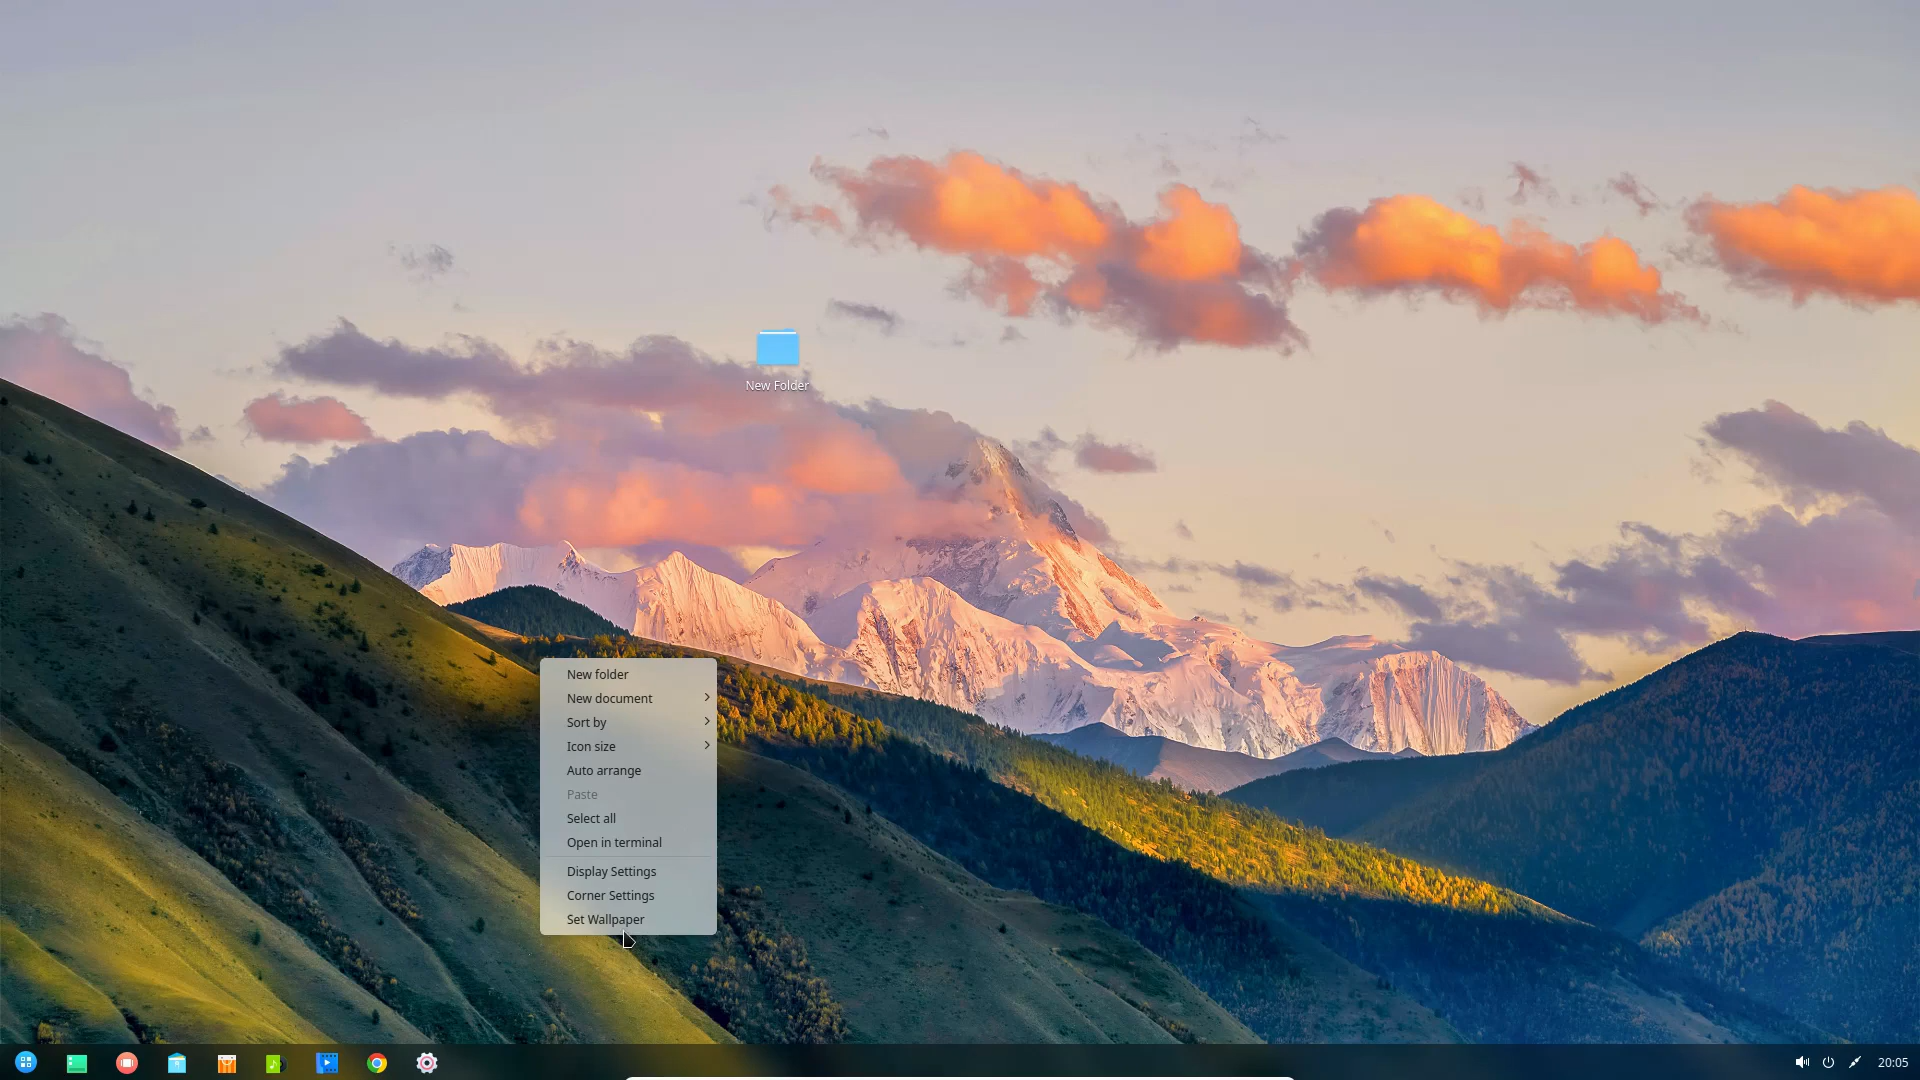 New Folder
New folder
New document
Sort by
Icon size
Auto arrange
Paste
Select all
Open in terminal
Display Settings
Corner Settings
Set Wallpaper
20:05